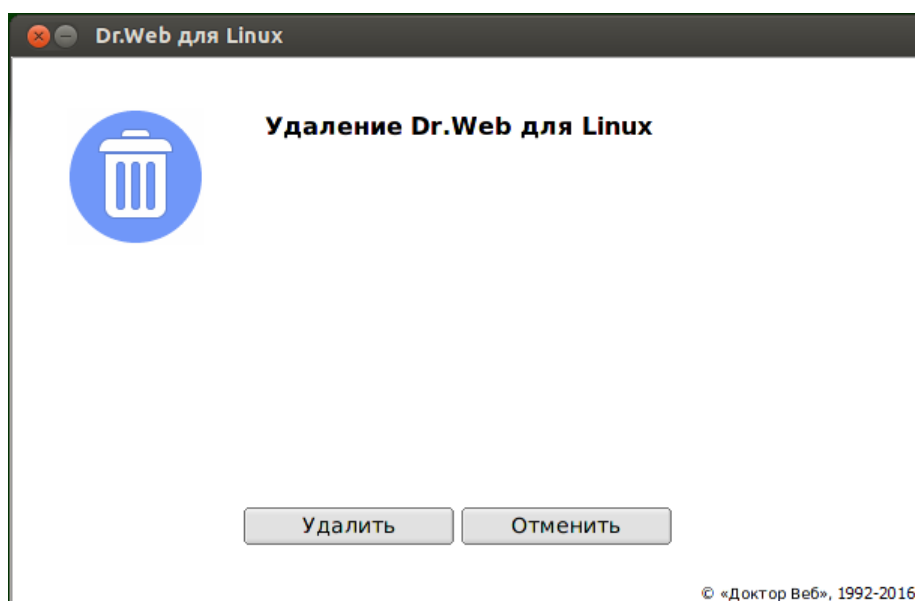 Dr.Web для Linux
Удаление Dr.Web для Linux
Удалить
Отменить
© «Доктор Веб», 1992-2016